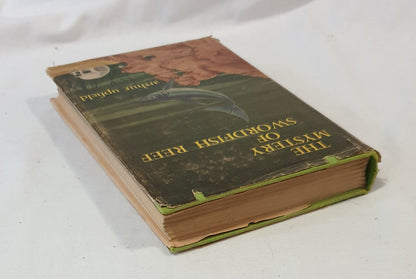 THE
MYSTERY
OF
SWORDFISH REEF
arthur upfield